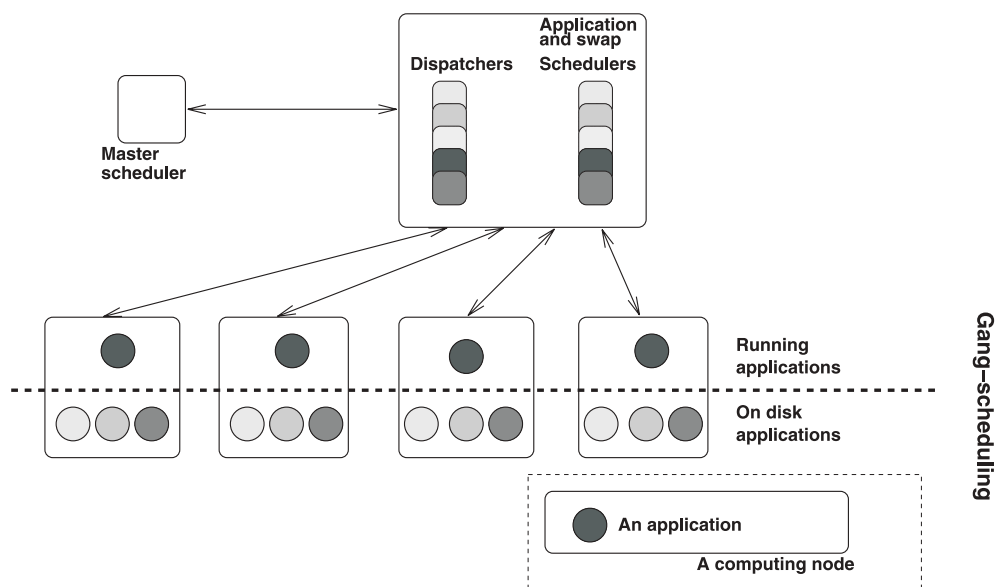 Application
and swap
Dispatchers
Schedulers
Master
scheduler
Running
applications
On disk
applications
Gang–scheduling
An application
A computing node